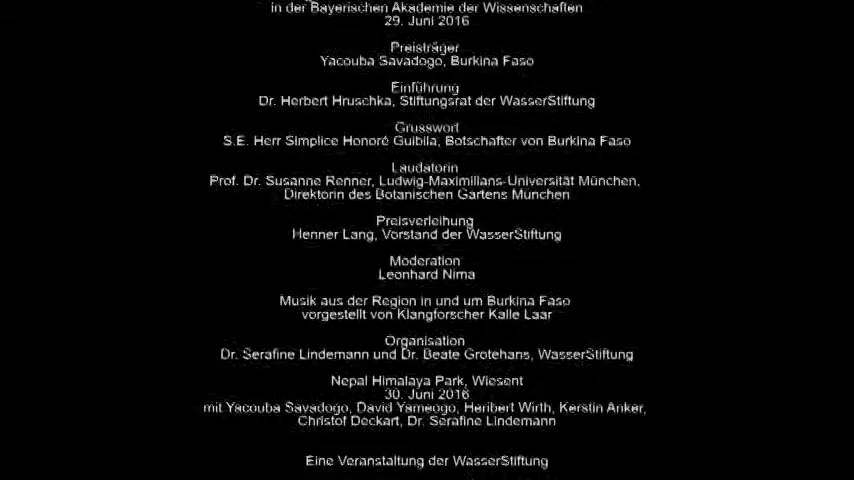 in der Bayerischen Akademie der Wissenschaften
29. Juni 2016
Preisträger
Yacouba Savadogo, Burkina Faso
Einführung
Dr. Herbert Hruschka, Stiftungsrat der WasserStiftung
Grusswort
S.E. Herr Simplice Honoré Guibila, Botschafter von Burkina Faso
Laudatorin
Prof. Dr. Susanne Renner, Ludwig-Maximilians-Universität München,
Direktorin des Botanischen Gartens München
Preisverleihung
Henner Lang, Vorstand der WasserStiftung
Moderation
Leonhard Nima
Musik aus der Region in und um Burkina Faso
vorgestellt von Klangforscher Kalle Laar
Organisation
Dr. Serafine Lindemann und Dr. Beate Grotehans, WasserStiftung
Nepal Himalaya Park, Wiesent
30. Juni 2016
mit Yacouba Savadogo, David Yameogo, Heribert Wirth, Kerstin Anker,
Christof Deckart, Dr. Serafine Lindemann
Eine Veranstaltung der WasserStiftung